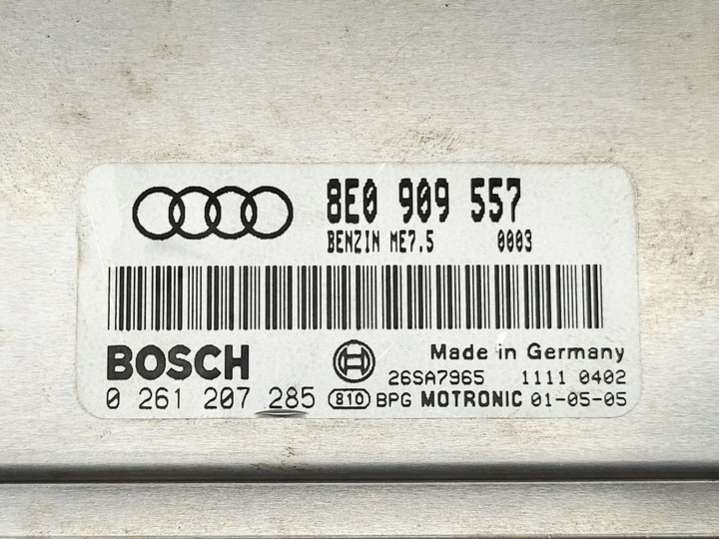 8E0 909 557
BENZIN ME7.5 0003
BOSCH
Made in Germany
26SA7965 1111 0402
0 261 207 285 810 BPG MOTRONIC 01-05-05